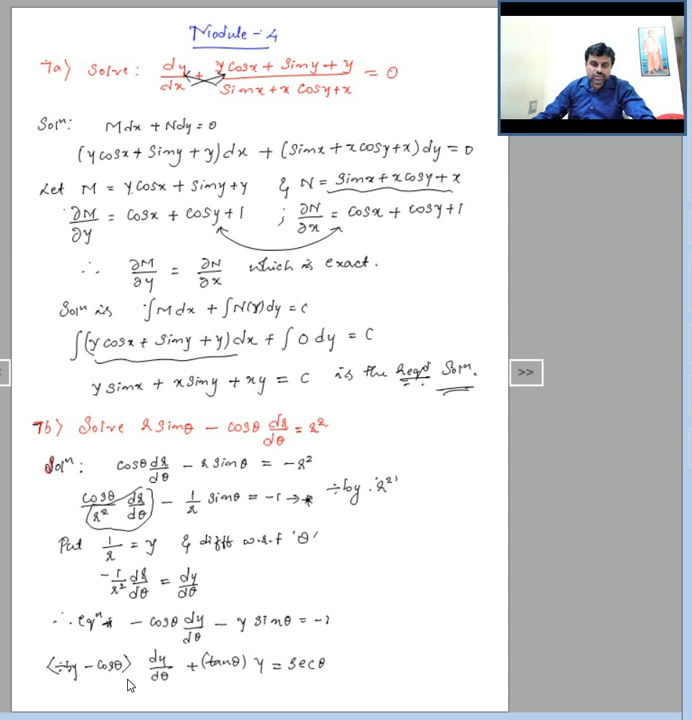 Module - 4
7a) Solve: dy/dx + (y cosx + siny + y)/(sinx + x cosy + x) = 0
Solⁿ: Mdx + Ndy = 0
(y cosx + siny + y)dx + (sinx + x cosy + x)dy = 0
Let M = y cosx + siny + y & N = sinx + x cosy + x
∂M/∂y = cosx + cosy + 1 ; ∂N/∂x = cosx + cosy + 1
∴ ∂M/∂y = ∂N/∂x which is exact.
Solⁿ is ∫Mdx + ∫N(y)dy = C
∫(y cosx + siny + y)dx + ∫0 dy = C
y sinx + x siny + xy = C is the Reqd Solⁿ.
7b) Solve r sinθ - cosθ dr/dθ = r²
Solⁿ: cosθ dr/dθ - r sinθ = -r²
cosθ/r² dr/dθ - 1/r sinθ = -1 → * ÷by 'r²'
Put 1/r = y & diff w.r.t 'θ'
-1/r² dr/dθ = dy/dθ
∴ eqⁿ* - cosθ dy/dθ - y sinθ = -1
(÷by - cosθ) dy/dθ + (tanθ) y = secθ
>>